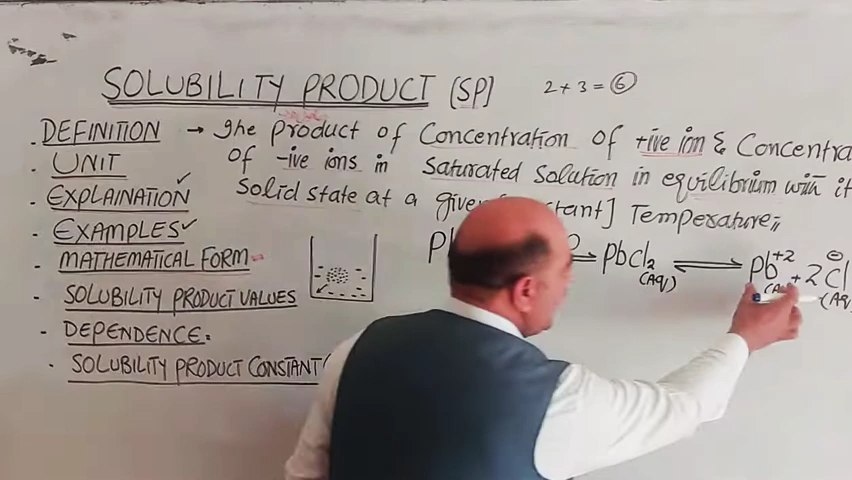 SOLUBILITY PRODUCT (SP) 2+3=⑥
. DEFINITION → The product of Concentration of +ive ion & Concentra
. UNIT of -ive ions in saturated solution in equilibrium with it
. EXPLAINATION ✓ solid state at a given tant] Temperature,,
. EXAMPLES ✓
. MATHEMATICAL FORM
Pb ⇌ PbCl₂ (Aq) ⇌ Pb⁺² + 2Cl⊖ (AQ
. SOLUBILITY PRODUCT VALUES
. DEPENDENCE.
. SOLUBILITY PRODUCT CONSTANT (